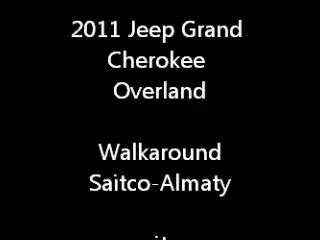 2011 Jeep Grand
Cherokee
Overland
Walkaround
Saitco-Almaty